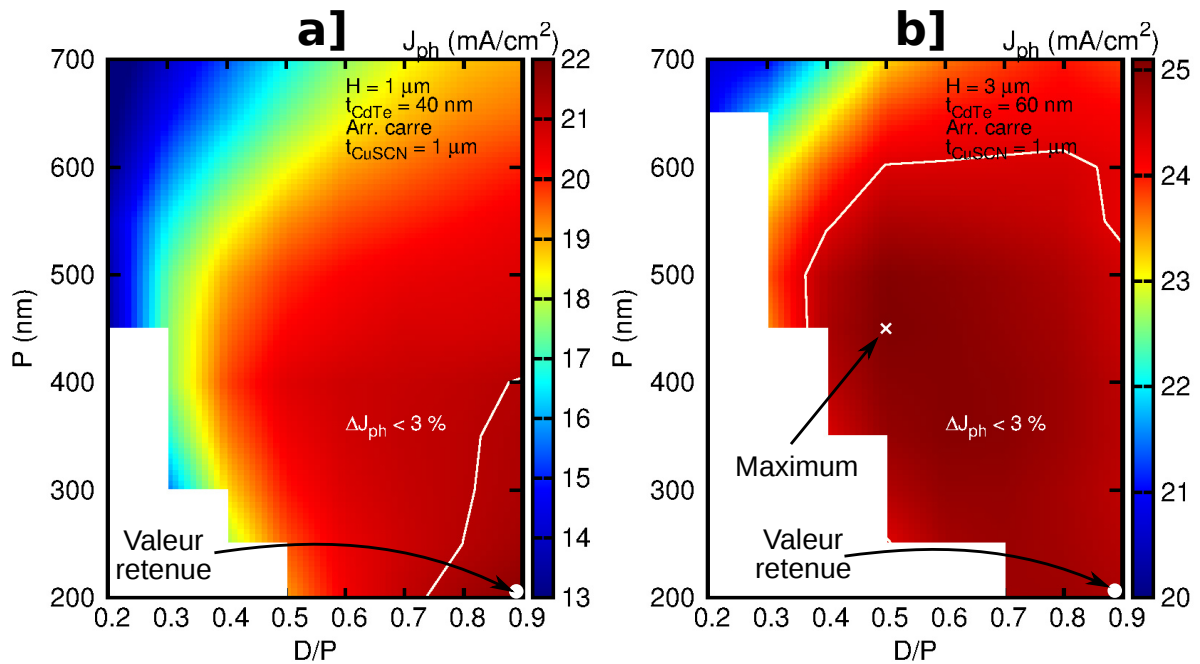 a]
J_ph (mA/cm²)
700
600
500
400
300
200
P (nm)
H = 1 μm
t_CdTe = 40 nm
Arr. carre
t_CuSCN = 1 μm
ΔJ_ph < 3 %
Valeur
retenue
0.2 0.3 0.4 0.5 0.6 0.7 0.8 0.9
D/P
22
21
20
19
18
17
16
15
14
13
b]
J_ph (mA/cm²)
700
600
500
400
300
200
P (nm)
H = 3 μm
t_CdTe = 60 nm
Arr. carre
t_CuSCN = 1 μm
Maximum
ΔJ_ph < 3 %
Valeur
retenue
0.2 0.3 0.4 0.5 0.6 0.7 0.8 0.9
D/P
25
24
23
22
21
20